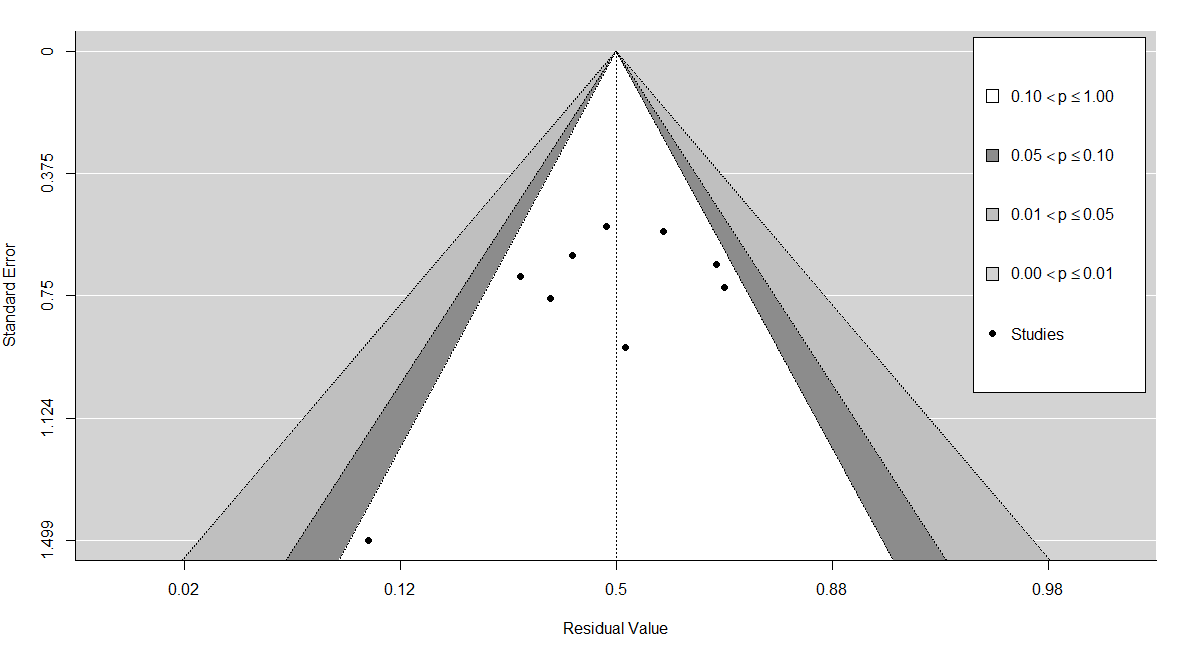 0
0.375
0.75
1.124
1.499
Standard Error
0.10 < p ≤ 1.00
0.05 < p ≤ 0.10
0.01 < p ≤ 0.05
0.00 < p ≤ 0.01
Studies
0.02 0.12 0.5 0.88 0.98
Residual Value